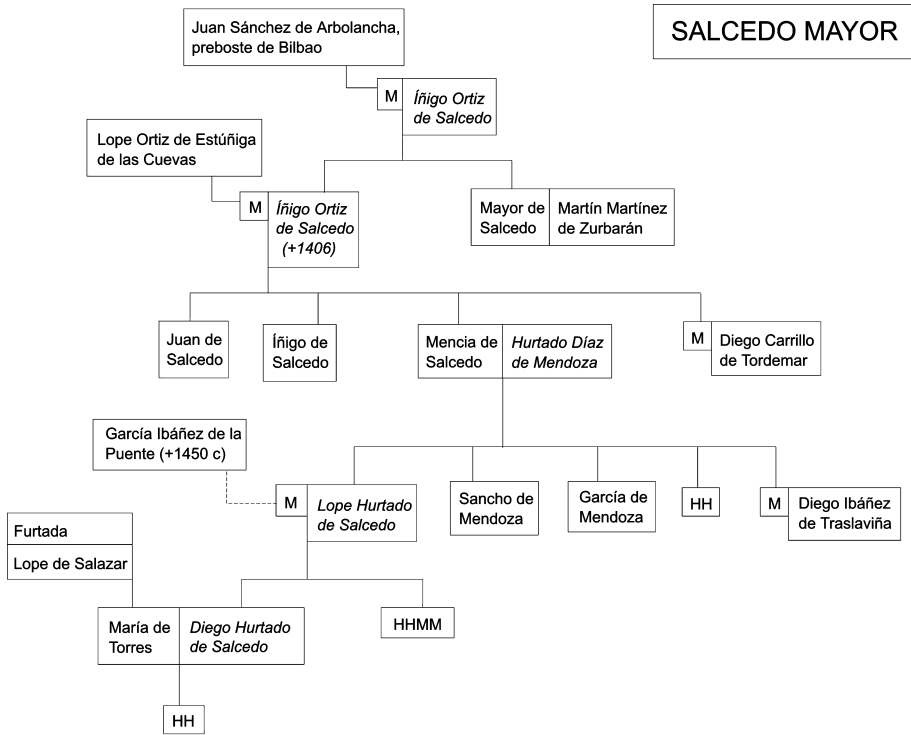 SALCEDO MAYOR
Juan Sánchez de Arbolancha,
preboste de Bilbao
M
Íñigo Ortiz
de Salcedo
Lope Ortiz de Estúñiga
de las Cuevas
M
Íñigo Ortiz
de Salcedo
(+1406)
Mayor de
Salcedo
Martín Martínez
de Zurbarán
Juan de
Salcedo
Íñigo de
Salcedo
Mencia de
Salcedo
Hurtado Díaz
de Mendoza
M
Diego Carrillo
de Tordemar
García Ibáñez de la
Puente (+1450 c)
M
Lope Hurtado
de Salcedo
Sancho de
Mendoza
García de
Mendoza
HH
M
Diego Ibáñez
de Traslaviña
Furtada
Lope de Salazar
María de
Torres
Diego Hurtado
de Salcedo
HHMM
HH